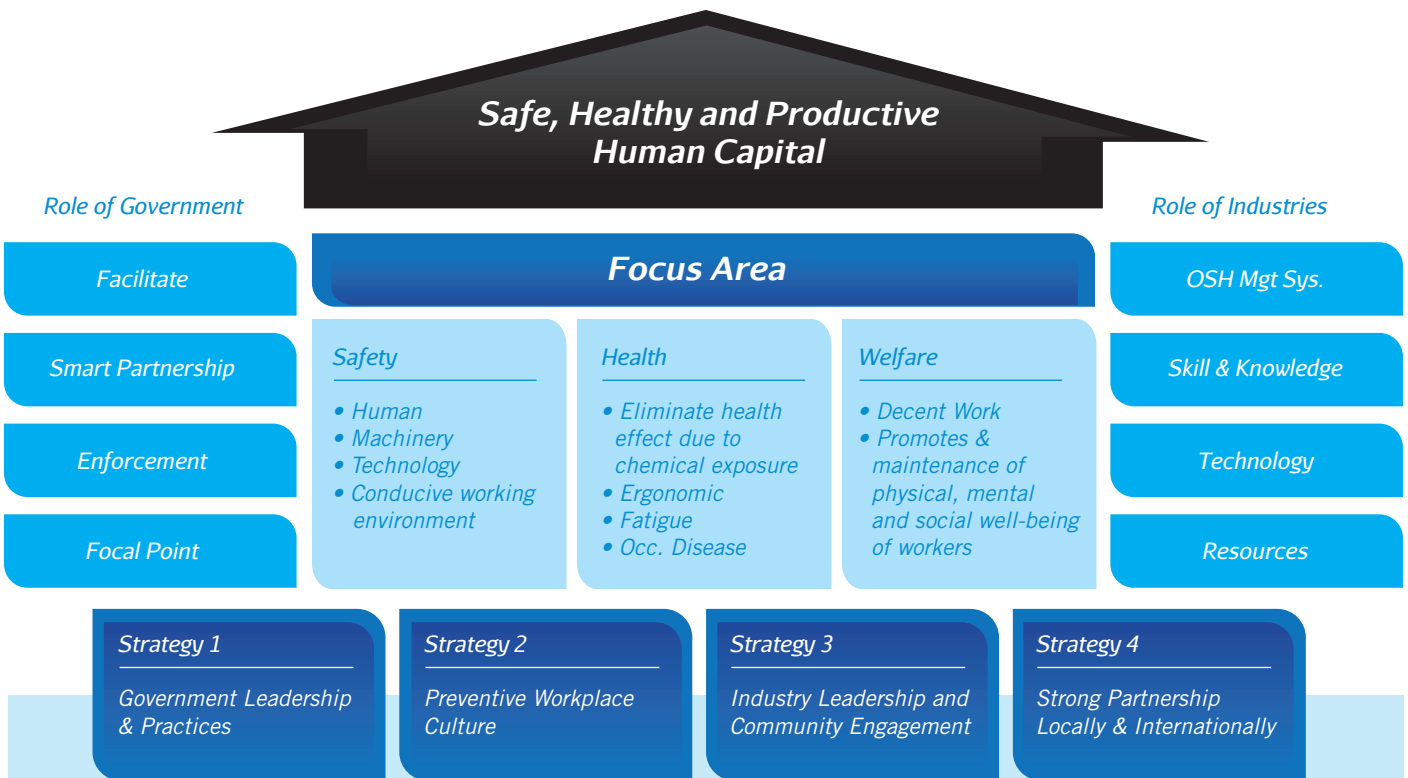 Safe, Healthy and Productive
Human Capital
Role of Government
Facilitate
Smart Partnership
Enforcement
Focal Point
Focus Area
Safety
• Human
• Machinery
• Technology
• Conducive working
environment
Health
• Eliminate health
effect due to
chemical exposure
• Ergonomic
• Fatigue
• Occ. Disease
Welfare
• Decent Work
• Promotes &
maintenance of
physical, mental
and social well-being
of workers
Role of Industries
OSH Mgt Sys.
Skill & Knowledge
Technology
Resources
Strategy 1
Government Leadership
& Practices
Strategy 2
Preventive Workplace
Culture
Strategy 3
Industry Leadership and
Community Engagement
Strategy 4
Strong Partnership
Locally & Internationally